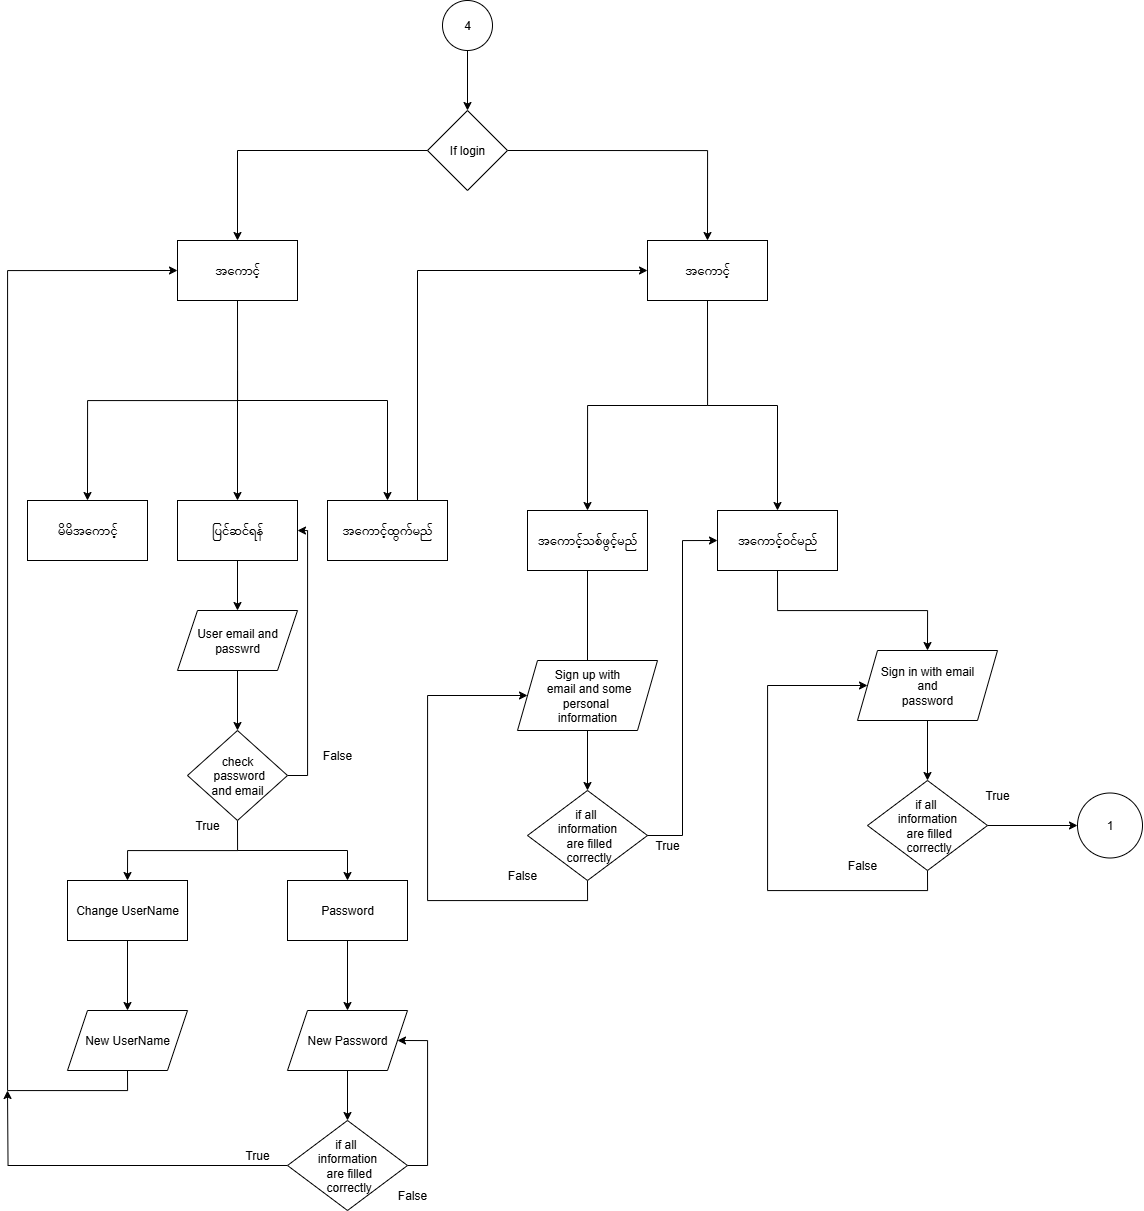 4
If login
အကောင့်
အကောင့်
မိမိအကောင့်
ပြင်ဆင်ရန်
အကောင့်ထွက်မည်
အကောင့်သစ်ဖွင့်မည်
အကောင့်ဝင်မည်
User email and
passwrd
Sign up with
email and some
personal
information
Sign in with email
and
password
check
password
and email
False
True
if all
information
are filled
correctly
True
False
if all
information
are filled
correctly
True
False
1
Change UserName
Password
New UserName
New Password
if all
information
are filled
correctly
True
False